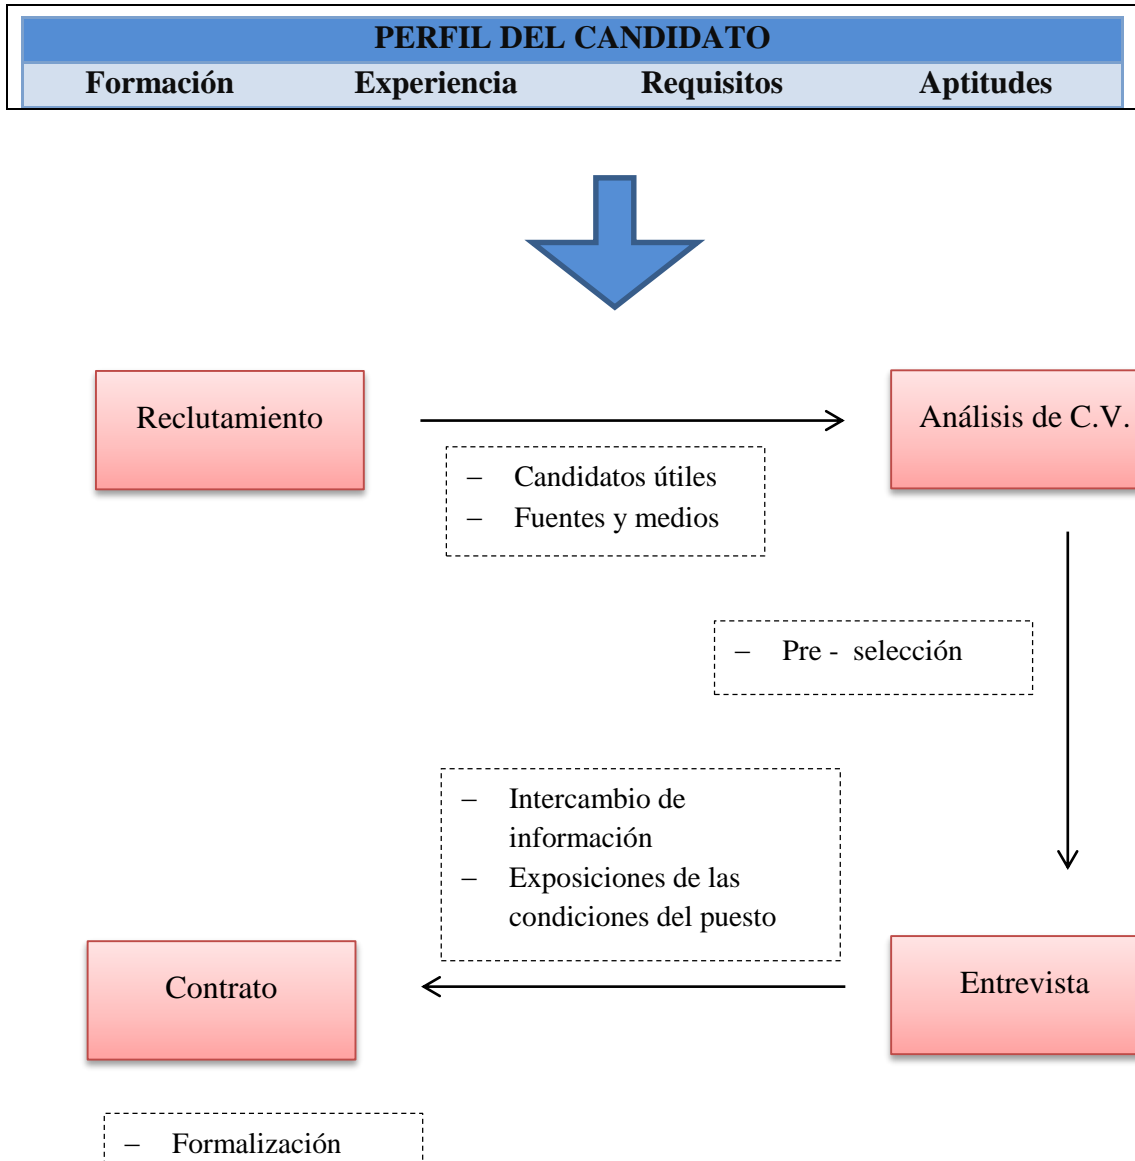 PERFIL DEL CANDIDATO
Formación Experiencia Requisitos Aptitudes
Reclutamiento
Análisis de C.V.
– Candidatos útiles
– Fuentes y medios
– Pre - selección
– Intercambio de
información
– Exposiciones de las
condiciones del puesto
Contrato
Entrevista
– Formalización